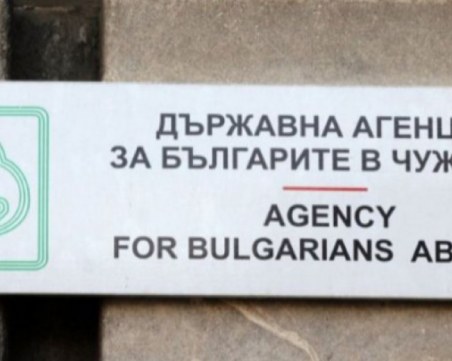 ДЪРЖАВНА АГЕНЦ
ЗА БЪЛГАРИТЕ В ЧУЖ
AGENCY
FOR BULGARIANS AB